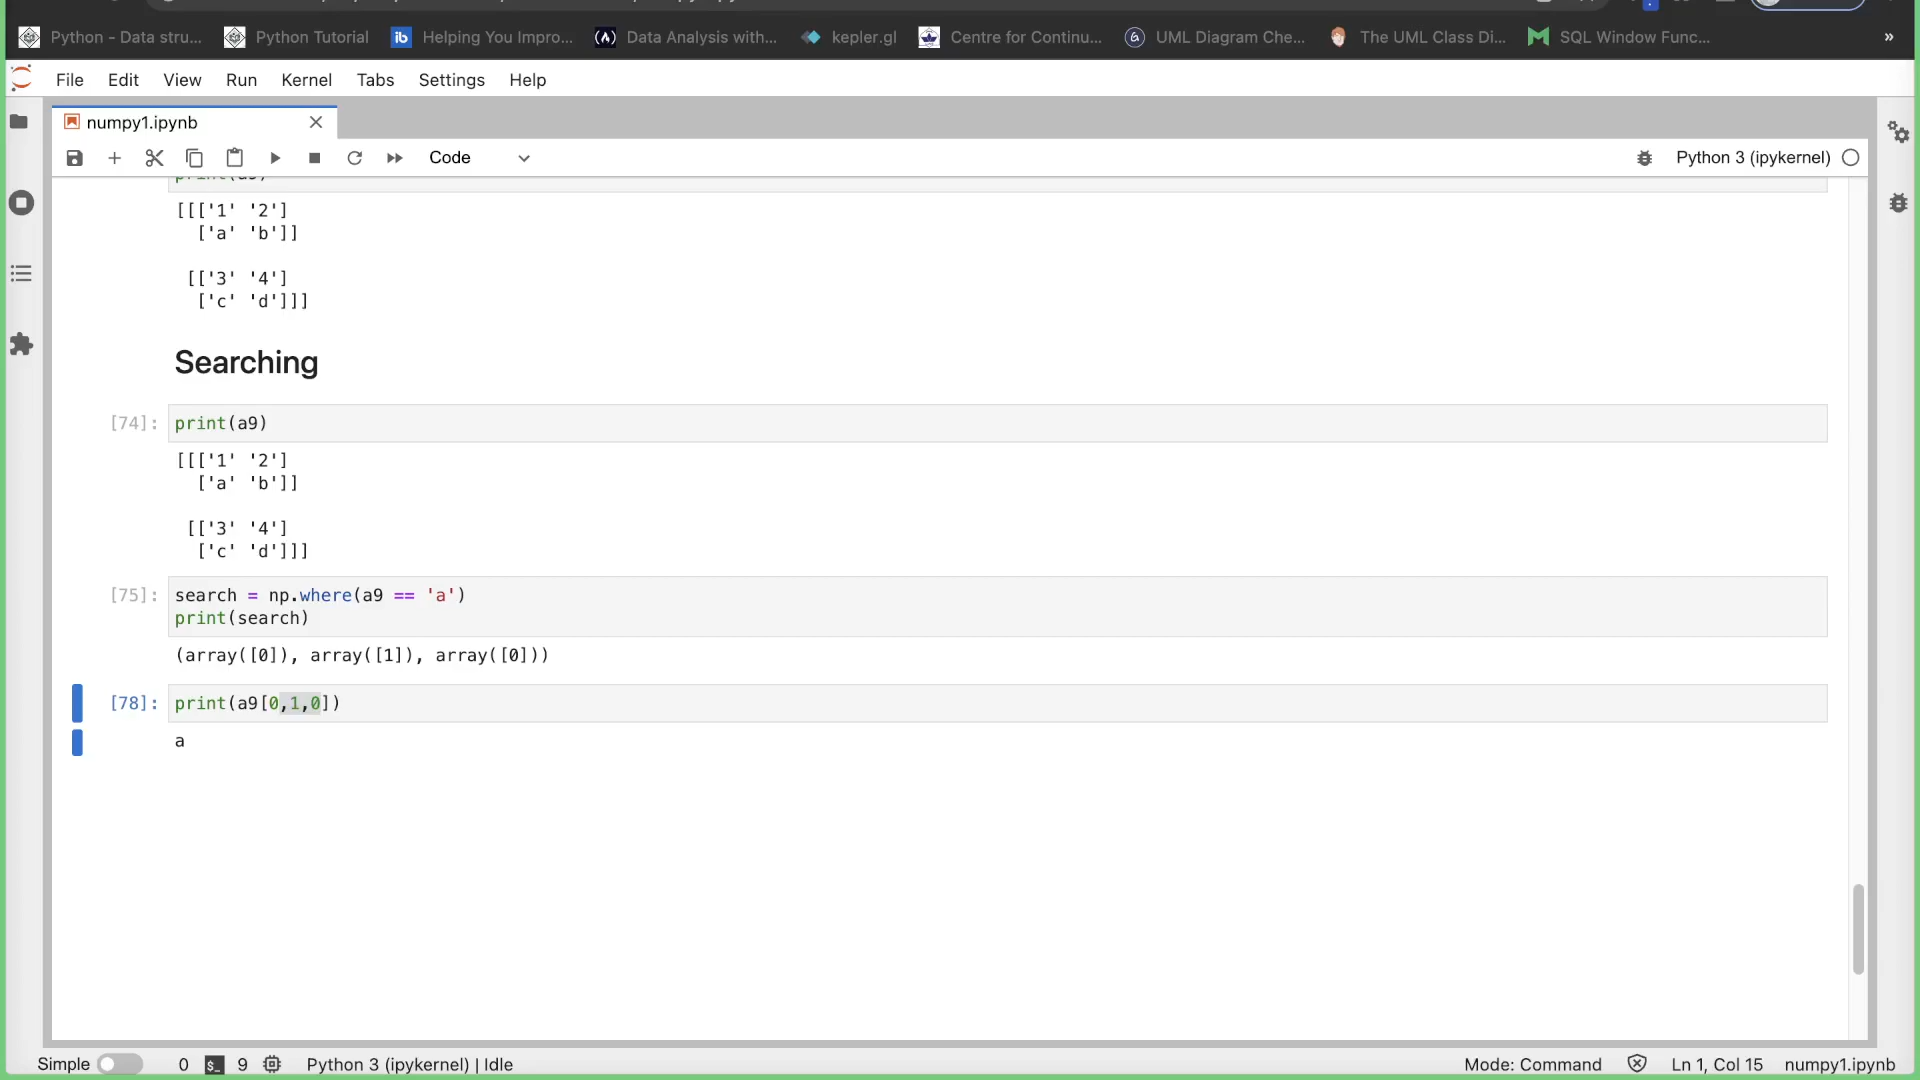 Python - Data stru...
Python Tutorial
Helping You Impro...
Data Analysis with...
kepler.gl
Centre for Continu...
UML Diagram Che...
The UML Class Di...
SQL Window Func...
»
File Edit View Run Kernel Tabs Settings Help
numpy1.ipynb
Code
Python 3 (ipykernel)
[[['1' '2']
['a' 'b']]
[['3' '4']
['c' 'd']]]
Searching
[74]: print(a9)
[[['1' '2']
['a' 'b']]
[['3' '4']
['c' 'd']]]
[75]: search = np.where(a9 == 'a')
print(search)
(array([0]), array([1]), array([0]))
[78]: print(a9[0,1,0])
a
Simple 0 $_ 9 Python 3 (ipykernel) | Idle Mode: Command Ln 1, Col 15 numpy1.ipynb